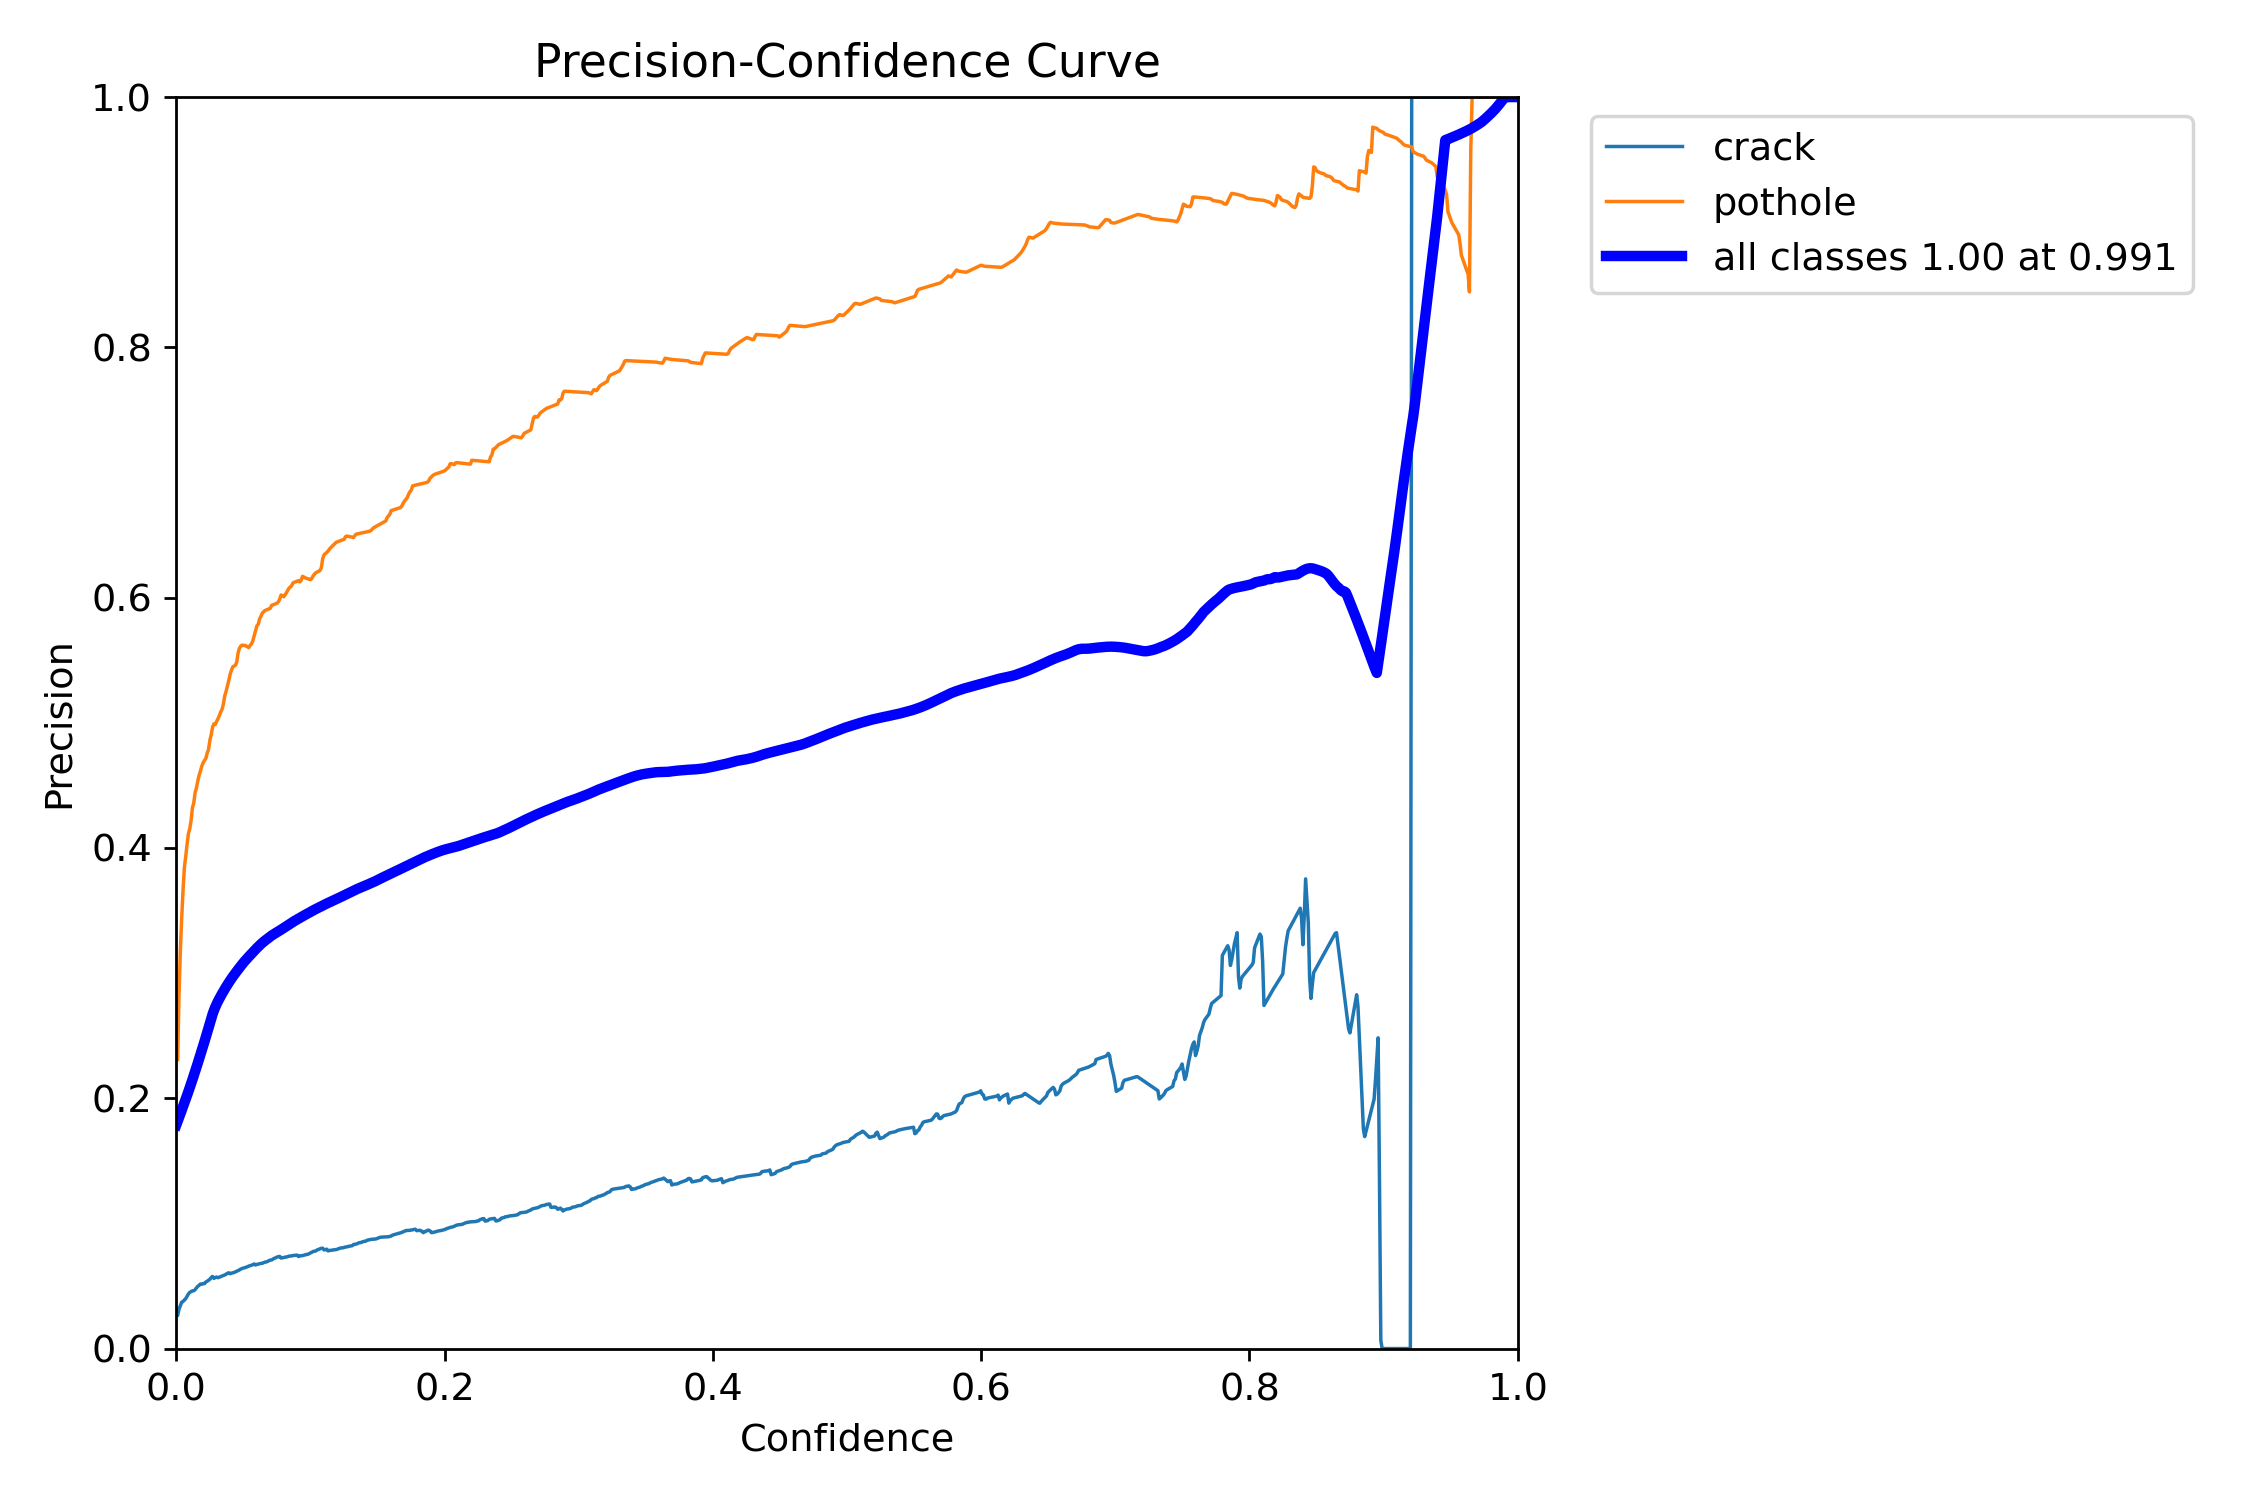 Precision-Confidence Curve
1.0
0.8
0.6
0.4
0.2
0.0
Precision
0.0 0.2 0.4 0.6 0.8 1.0
Confidence
crack
pothole
all classes 1.00 at 0.991